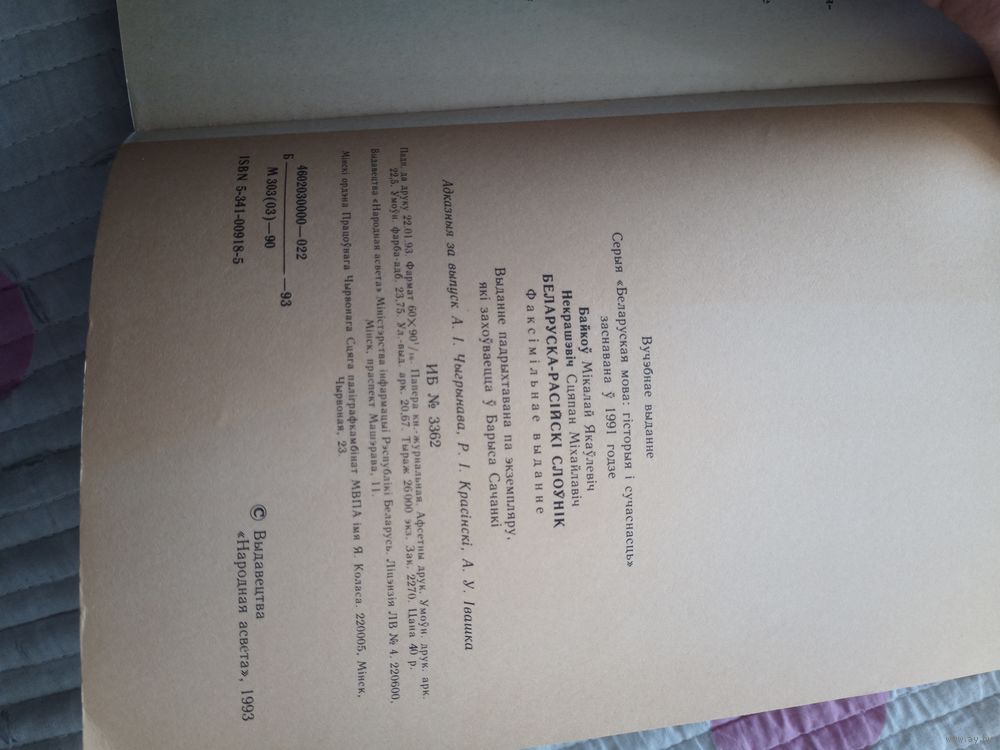 Вучэбнае выданне
Серыя «Беларуская мова: гісторыя і сучаснасць»
заснавана ў 1991 годзе
Байкоў Мікалай Якаўлевіч
Некрашэвіч Сцяпан Міхайлавіч
БЕЛАРУСКА-РАСІЙСКІ СЛОЎНІК
Факсімільнае выданне
Выданне падрыхтавана па экземпляру,
які захоўваецца ў Барыса Сачанкі
Адказныя за выпуск А. І. Чыгрынава, Р. І. Красінскі, А. У. Івашка
ИБ № 3362
Падп. да друку 22.01.93. Фармат 60×90¹/₁₆. Папера кн.-журнальная. Афсетны друк. Умоўн. друк. арк.
22,5. Умоўн. фарба-адб. 23,75. Ул.-выд. арк. 20,67. Тыраж 26 000 экз. Зак. 2270. Цана 40 р.
Выдавецтва «Народная асвета» Міністэрства інфармацыі Рэспублікі Беларусь. Ліцэнзія ЛВ № 4. 220600,
Мінск, праспект Машэрава, 11.
Мінскі ордэна Працоўнага Чырвонага Сцяга паліграфкамбінат МВПА імя Я. Коласа. 220005, Мінск,
Чырвоная, 23.
4602030000—022
Б———93
М 303(03)—90
ISBN 5-341-00918-5
© Выдавецтва
«Народная асвета», 1993
www.ay.by